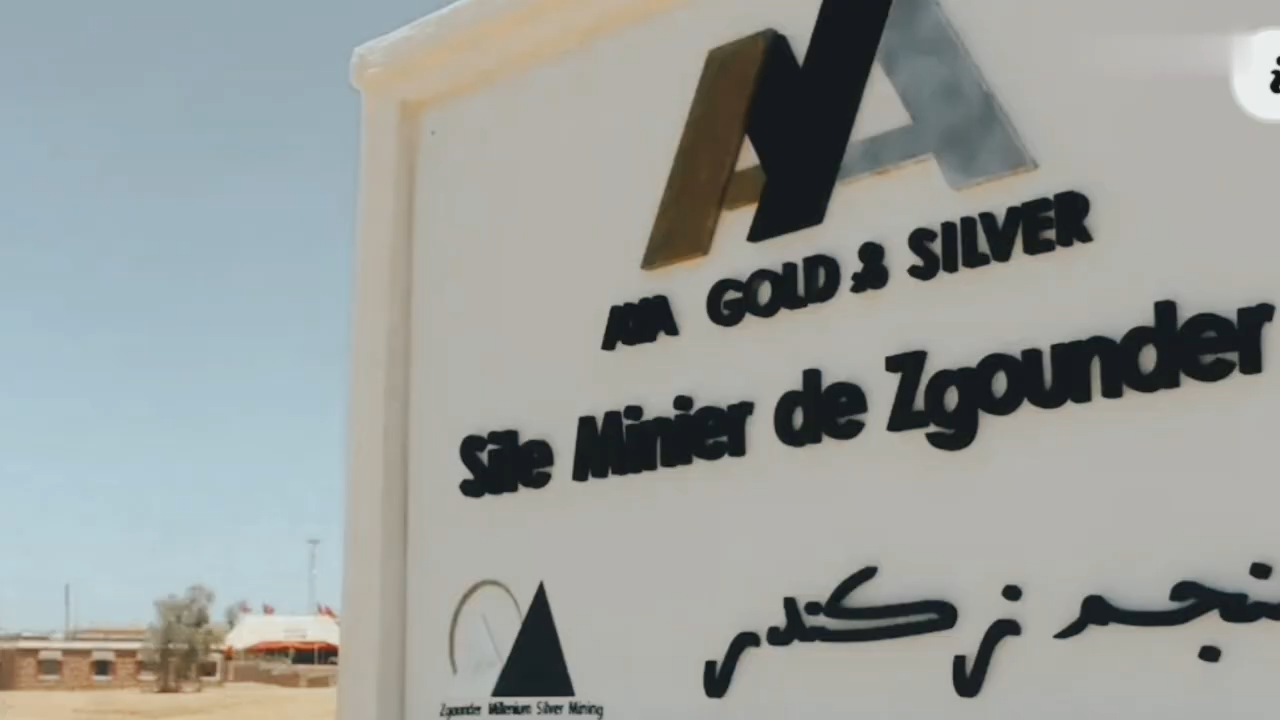 AYA GOLD & SILVER
Site Minier de Zgounder
منجم زكندر
Zgounder Millenium Silver Mining